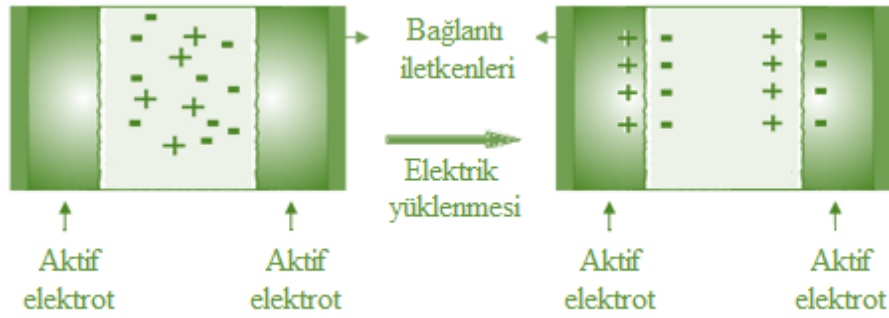 Bağlantı
iletkenleri
Elektrik
yüklenmesi
Aktif
elektrot
Aktif
elektrot
Aktif
elektrot
Aktif
elektrot